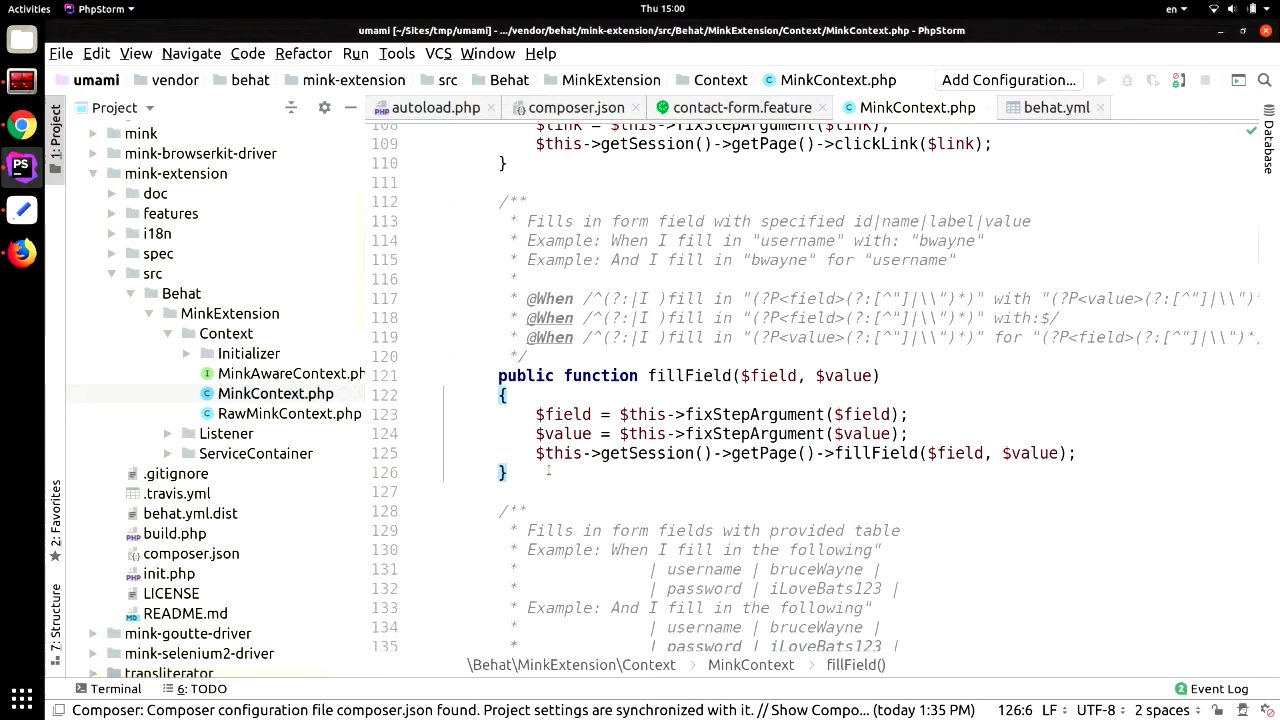 Activities
PhpStorm
Thu 15:00
en
umami [~/Sites/tmp/umami] - .../vendor/behat/mink-extension/src/Behat/MinkExtension/Context/MinkContext.php - PhpStorm
File Edit View Navigate Code Refactor Run Tools VCS Window Help
umami vendor behat mink-extension src Behat MinkExtension Context MinkContext.php Add Configuration...
Project
autoload.php composer.json contact-form.feature MinkContext.php behat.yml
1: Project
2: Favorites
7: Structure
Database
mink
mink-browserkit-driver
mink-extension
doc
features
i18n
spec
src
Behat
MinkExtension
Context
Initializer
MinkAwareContext.ph
MinkContext.php
RawMinkContext.php
Listener
ServiceContainer
.gitignore
.travis.yml
behat.yml.dist
build.php
composer.json
init.php
LICENSE
README.md
mink-goutte-driver
mink-selenium2-driver
transliterator
108 $link = $this->fixStepArgument($link);
109 $this->getSession()->getPage()->clickLink($link);
110 }
111
112 /**
113 * Fills in form field with specified id|name|label|value
114 * Example: When I fill in "username" with: "bwayne"
115 * Example: And I fill in "bwayne" for "username"
116 *
117 * @When /^(?:|I )fill in "(?P<field>(?:[^"]|\\")*)" with "(?P<value>(?:[^"]|\\")*
118 * @When /^(?:|I )fill in "(?P<field>(?:[^"]|\\")*)" with:$/
119 * @When /^(?:|I )fill in "(?P<value>(?:[^"]|\\")*)" for "(?P<field>(?:[^"]|\\")*
120 */
121 public function fillField($field, $value)
122 {
123 $field = $this->fixStepArgument($field);
124 $value = $this->fixStepArgument($value);
125 $this->getSession()->getPage()->fillField($field, $value);
126 }
127
128 /**
129 * Fills in form fields with provided table
130 * Example: When I fill in the following"
131 * | username | bruceWayne |
132 * | password | iLoveBats123 |
133 * Example: And I fill in the following"
134 * | username | bruceWayne |
135 * | password | iLoveBats123 |
\Behat\MinkExtension\Context MinkContext fillField()
Terminal 6: TODO 2 Event Log
Composer: Composer configuration file composer.json found. Project settings are synchronized with it. // Show Compo... (today 1:35 PM) 126:6 LF UTF-8 2 spaces